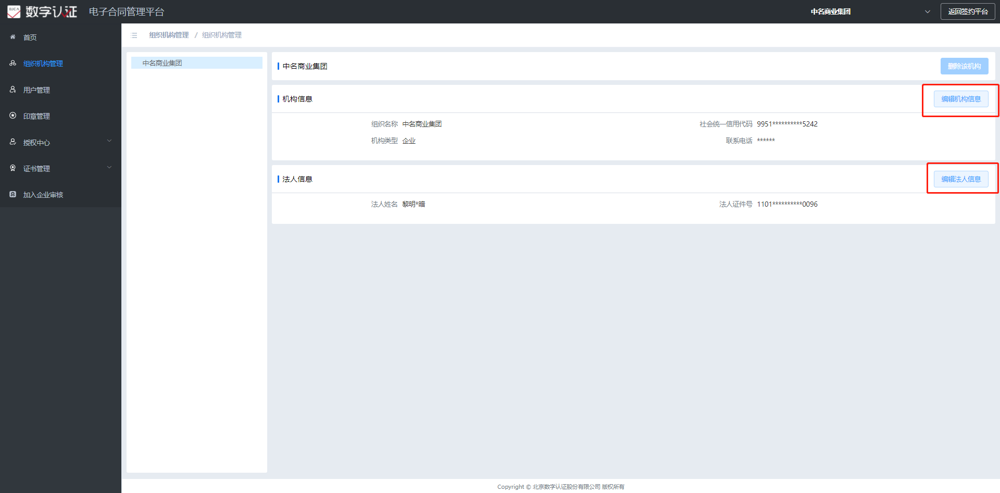 BJCA 数字认证 电子合同管理平台 中名商业集团 返回签约平台
首页
组织机构管理
用户管理
印章管理
授权中心
证书管理
加入企业审核
组织机构管理 / 组织机构管理
中名商业集团
中名商业集团 删除该机构
机构信息 编辑机构信息
组织名称 中名商业集团 社会统一信用代码 9951**********5242
机构类型 企业 联系电话 ******
法人信息 编辑法人信息
法人姓名 黎明*暗 法人证件号 1101**********0096
Copyright © 北京数字认证股份有限公司 版权所有